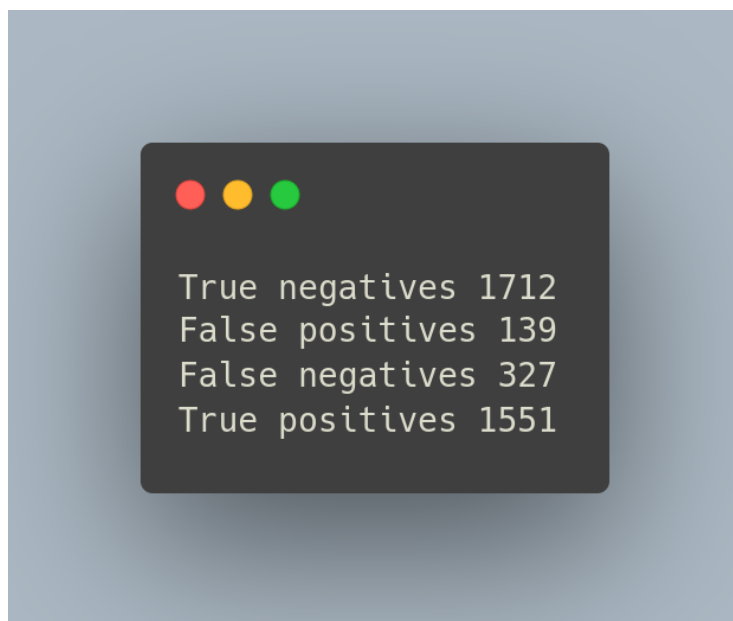 True negatives 1712
False positives 139
False negatives 327
True positives 1551